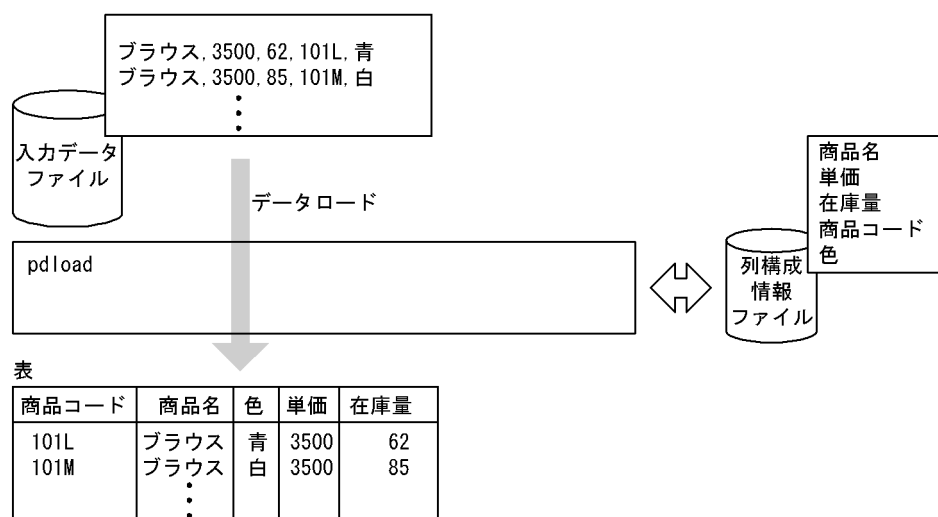 ブラウス,3500,62,101L,青
ブラウス,3500,85,101M,白
入力データ
ファイル
データロード
商品名
単価
在庫量
商品コード
色
列構成
情報
ファイル
pdload
表
商品コード 商品名 色 単価 在庫量
101L ブラウス 青 3500 62
101M ブラウス 白 3500 85